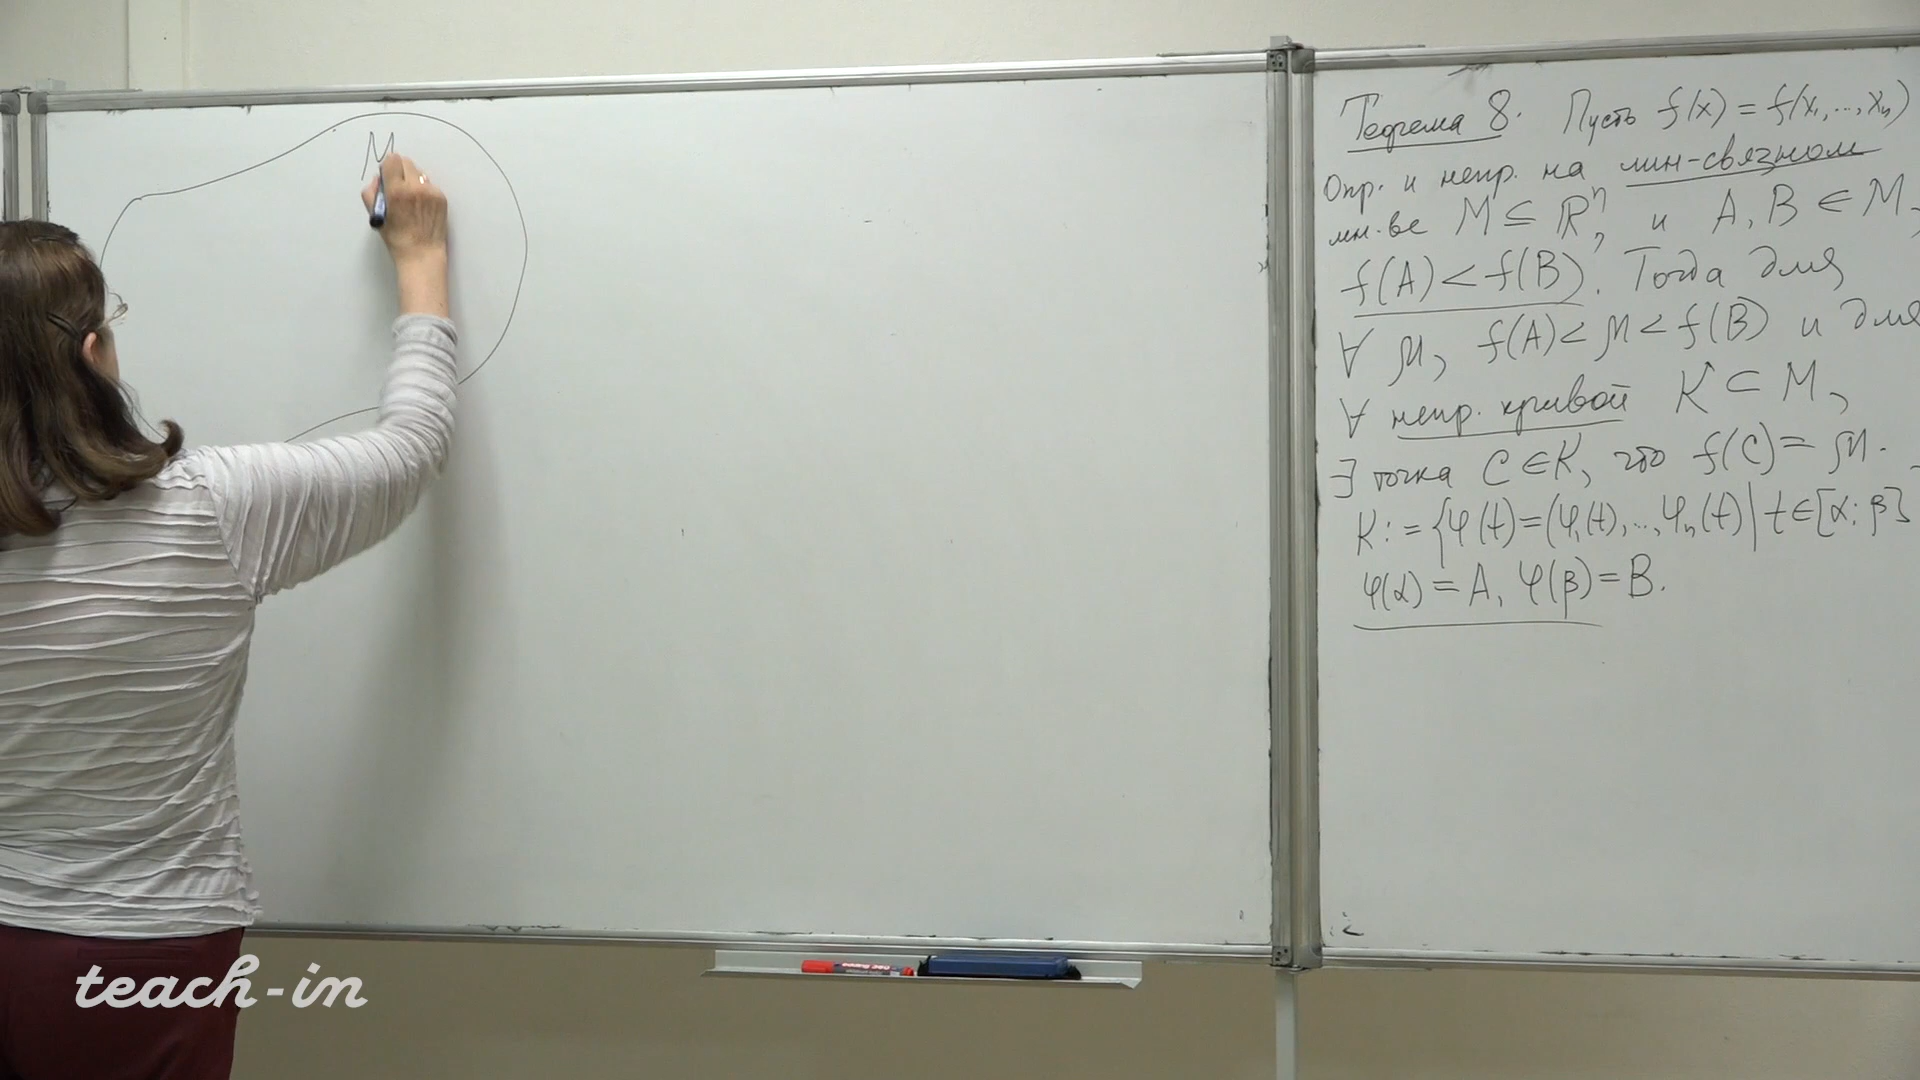 M
Теорема 8. Пусть f(x) = f(x₁,...,xₙ)
Опр. и непр. на лин-связном
мн-ве M ⊆ ℝⁿ, и A, B ∈ M,
f(A) < f(B). Тогда для
∀ μ, f(A) < μ < f(B) и для
∀ непр. кривой K ⊂ M,
∃ точка C ∈ K, что f(C) = μ.
K: = {φ(t) = (φ₁(t),..., φₙ(t) | t ∈ [α; β]}
φ(α) = A, φ(β) = B.
teach-in